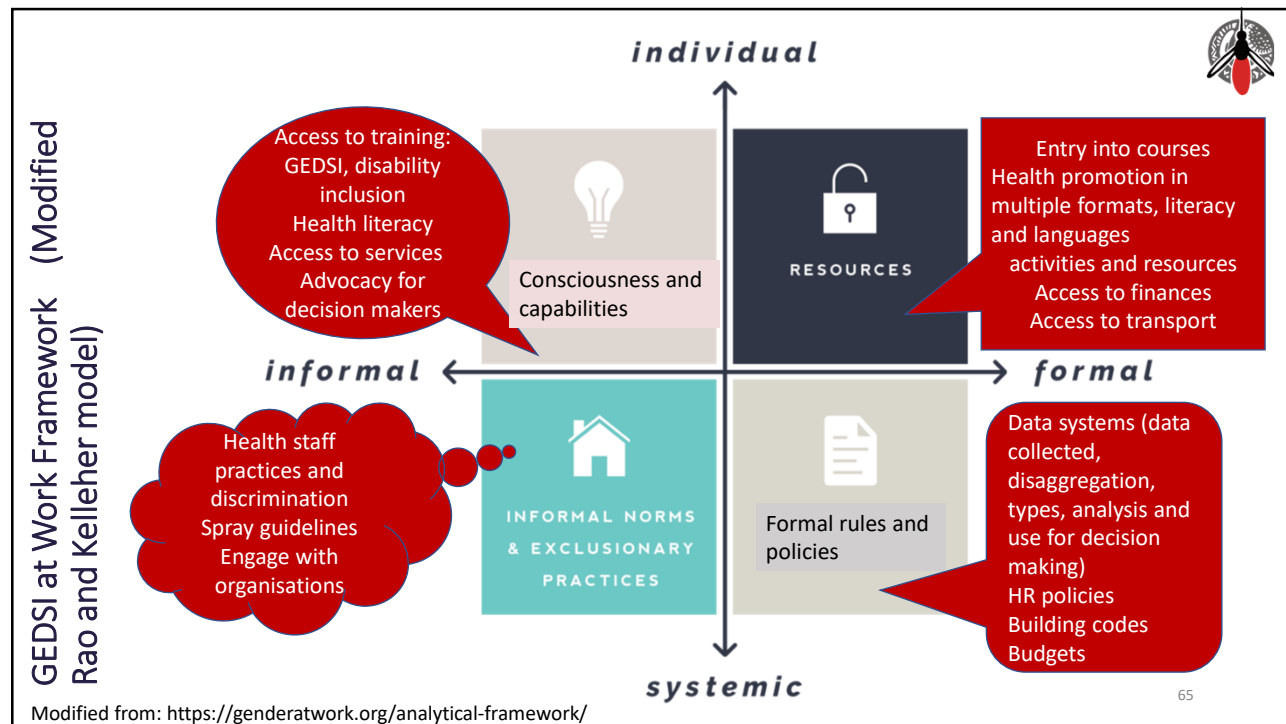 GEDSI at Work Framework   (Modified
Rao and Kelleher model)
individual
Access to training:
GEDSI, disability
inclusion
Health literacy
Access to services
Advocacy for
decision makers
Consciousness and
capabilities
RESOURCES
Entry into courses
Health promotion in
multiple formats, literacy
and languages
activities and resources
Access to finances
Access to transport
informal
formal
Health staff
practices and
discrimination
Spray guidelines
Engage with
organisations
INFORMAL NORMS
& EXCLUSIONARY
PRACTICES
Formal rules and
policies
Data systems (data
collected,
disaggregation,
types, analysis and
use for decision
making)
HR policies
Building codes
Budgets
systemic
65
Modified from: https://genderatwork.org/analytical-framework/